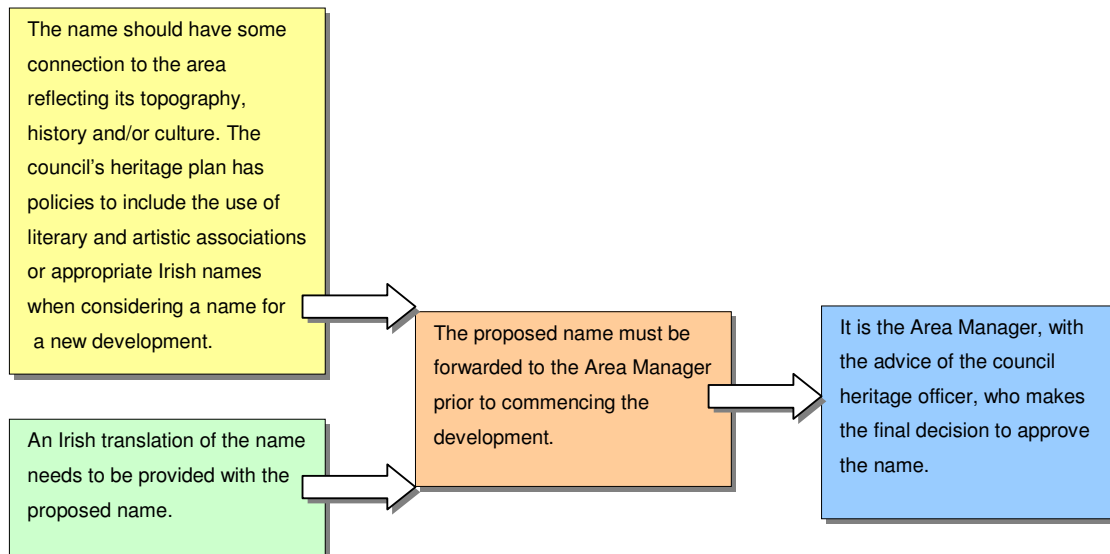 The name should have some
connection to the area
reflecting its topography,
history and/or culture. The
council's heritage plan has
policies to include the use of
literary and artistic associations
or appropriate Irish names
when considering a name for
a new development.
An Irish translation of the name
needs to be provided with the
proposed name.
The proposed name must be
forwarded to the Area Manager
prior to commencing the
development.
It is the Area Manager, with
the advice of the council
heritage officer, who makes
the final decision to approve
the name.